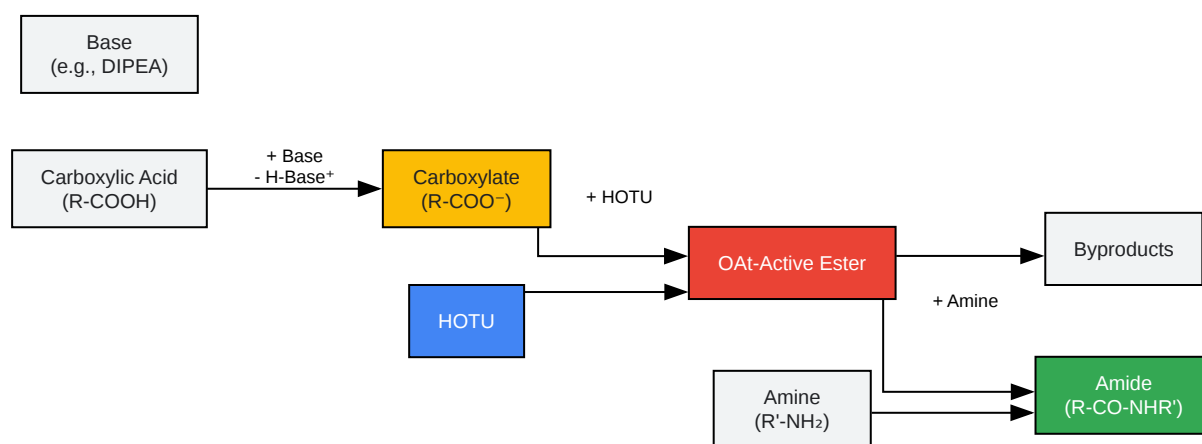 Base
(e.g., DIPEA)
Carboxylic Acid
(R-COOH)
+ Base
- H-Base⁺
Carboxylate
(R-COO⁻)
+ HOTU
HOTU
OAt-Active Ester
Byproducts
+ Amine
Amine
(R'-NH₂)
Amide
(R-CO-NHR')